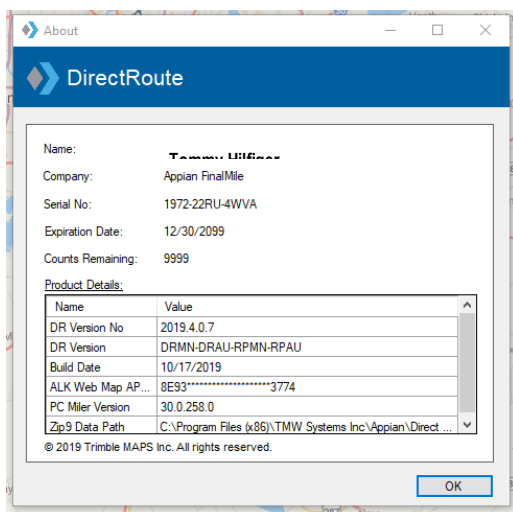 About
DirectRoute
Name: Tommy Hilfiger
Company: Appian FinalMile
Serial No: 1972-22RU-4WVA
Expiration Date: 12/30/2099
Counts Remaining: 9999
Product Details:
Name Value
DR Version No 2019.4.0.7
DR Version DRMN-DRAU-RPMN-RPAU
Build Date 10/17/2019
ALK Web Map AP... 8E93*********************3774
PC Miler Version 30.0.258.0
Zip9 Data Path C:\Program Files (x86)\TMW Systems Inc\Appian\Direct ...
© 2019 Trimble MAPS Inc. All rights reserved.
OK